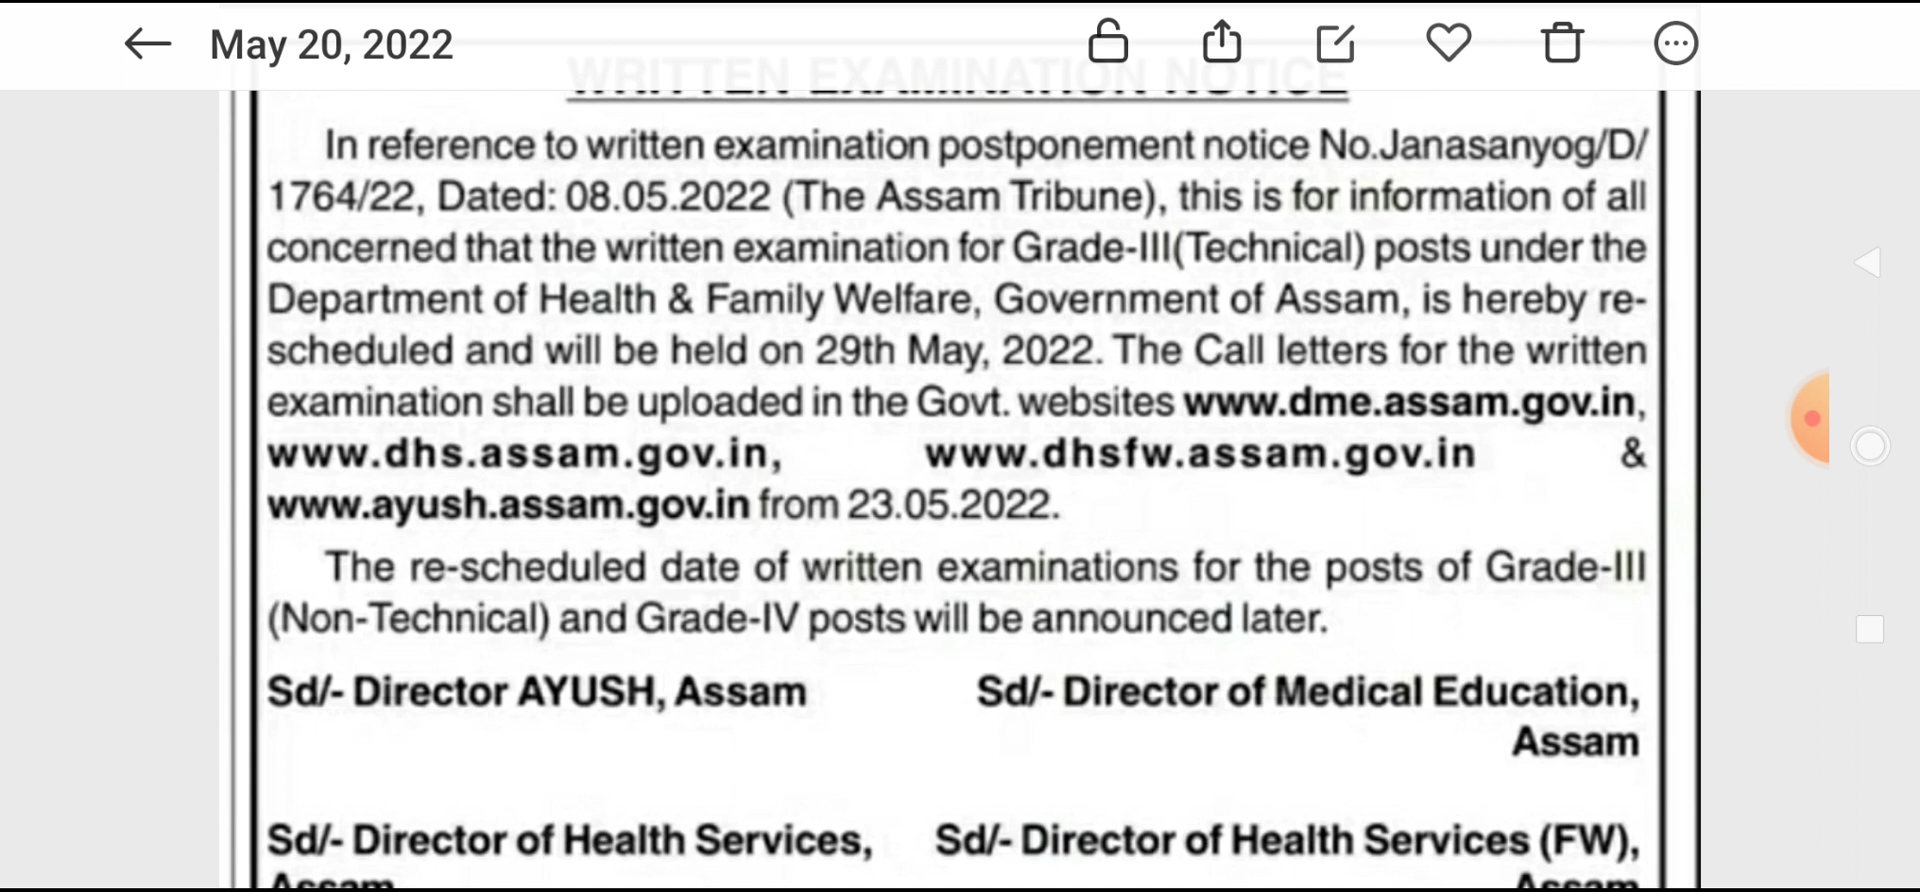 May 20, 2022
WRITTEN EXAMINATION NOTICE
In reference to written examination postponement notice No.Janasanyog/D/
1764/22, Dated: 08.05.2022 (The Assam Tribune), this is for information of all
concerned that the written examination for Grade-III(Technical) posts under the
Department of Health & Family Welfare, Government of Assam, is hereby re-
scheduled and will be held on 29th May, 2022. The Call letters for the written
examination shall be uploaded in the Govt. websites www.dme.assam.gov.in,
www.dhs.assam.gov.in, www.dhsfw.assam.gov.in &
www.ayush.assam.gov.in from 23.05.2022.
The re-scheduled date of written examinations for the posts of Grade-III
(Non-Technical) and Grade-IV posts will be announced later.
Sd/- Director AYUSH, Assam Sd/- Director of Medical Education,
Assam
Sd/- Director of Health Services, Sd/- Director of Health Services (FW),
Assam Assam